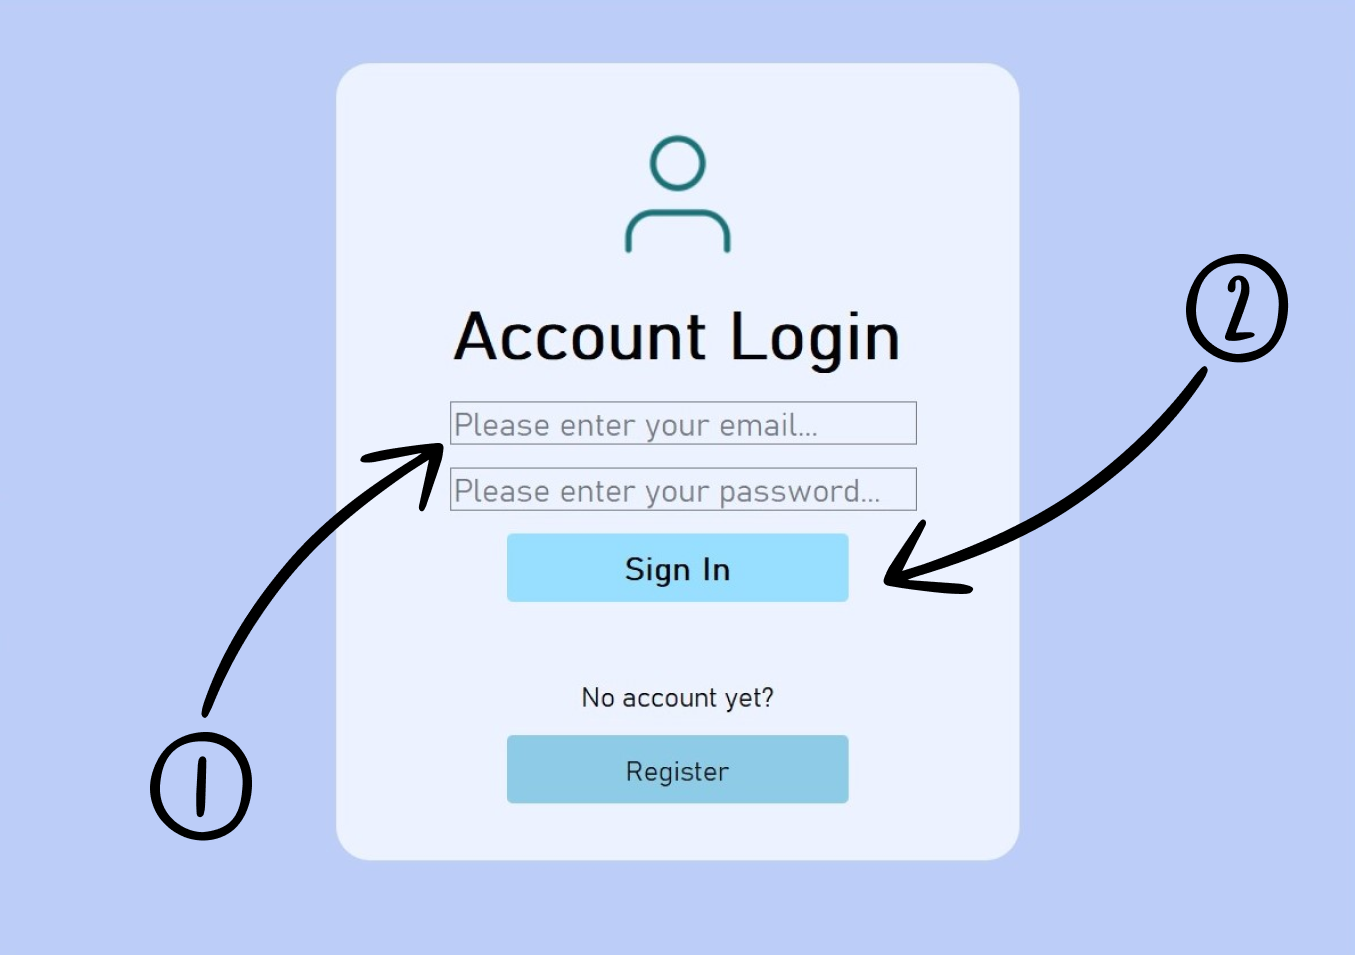 Account Login
Please enter your email...
Please enter your password...
Sign In
No account yet?
Register
1
2